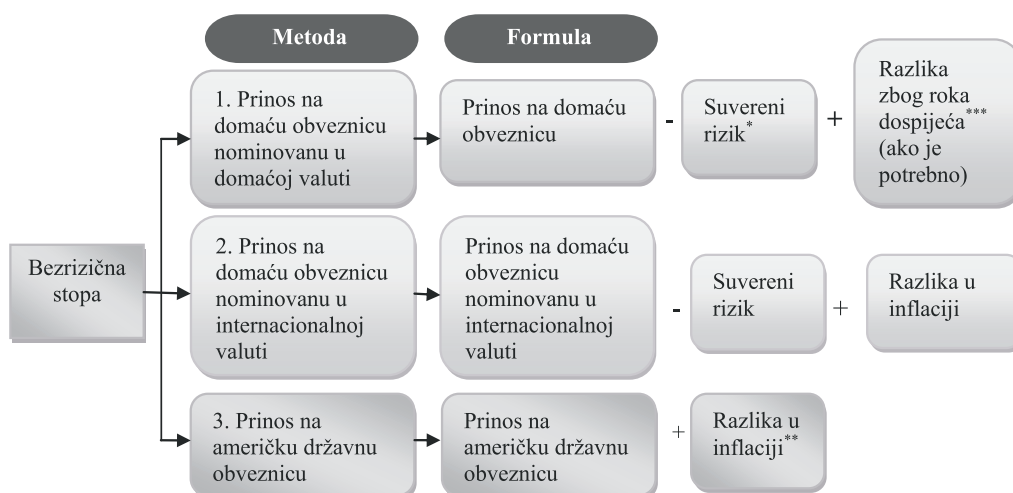 Metoda
Formula
1. Prinos na
domaću obveznicu
nominovanu u
domaćoj valuti
Prinos na domaću
obveznicu
-
Suvereni
rizik*
+
Razlika
zbog roka
dospijeća***
(ako je
potrebno)
Bezrizična
stopa
2. Prinos na
domaću obveznicu
nominovanu u
internacionalnoj
valuti
Prinos na domaću
obveznicu
nominovanu u
internacionalnoj
valuti
-
Suvereni
rizik
+
Razlika u
inflaciji
3. Prinos na
američku državnu
obveznicu
Prinos na
američku državnu
obveznicu
+
Razlika u
inflaciji**